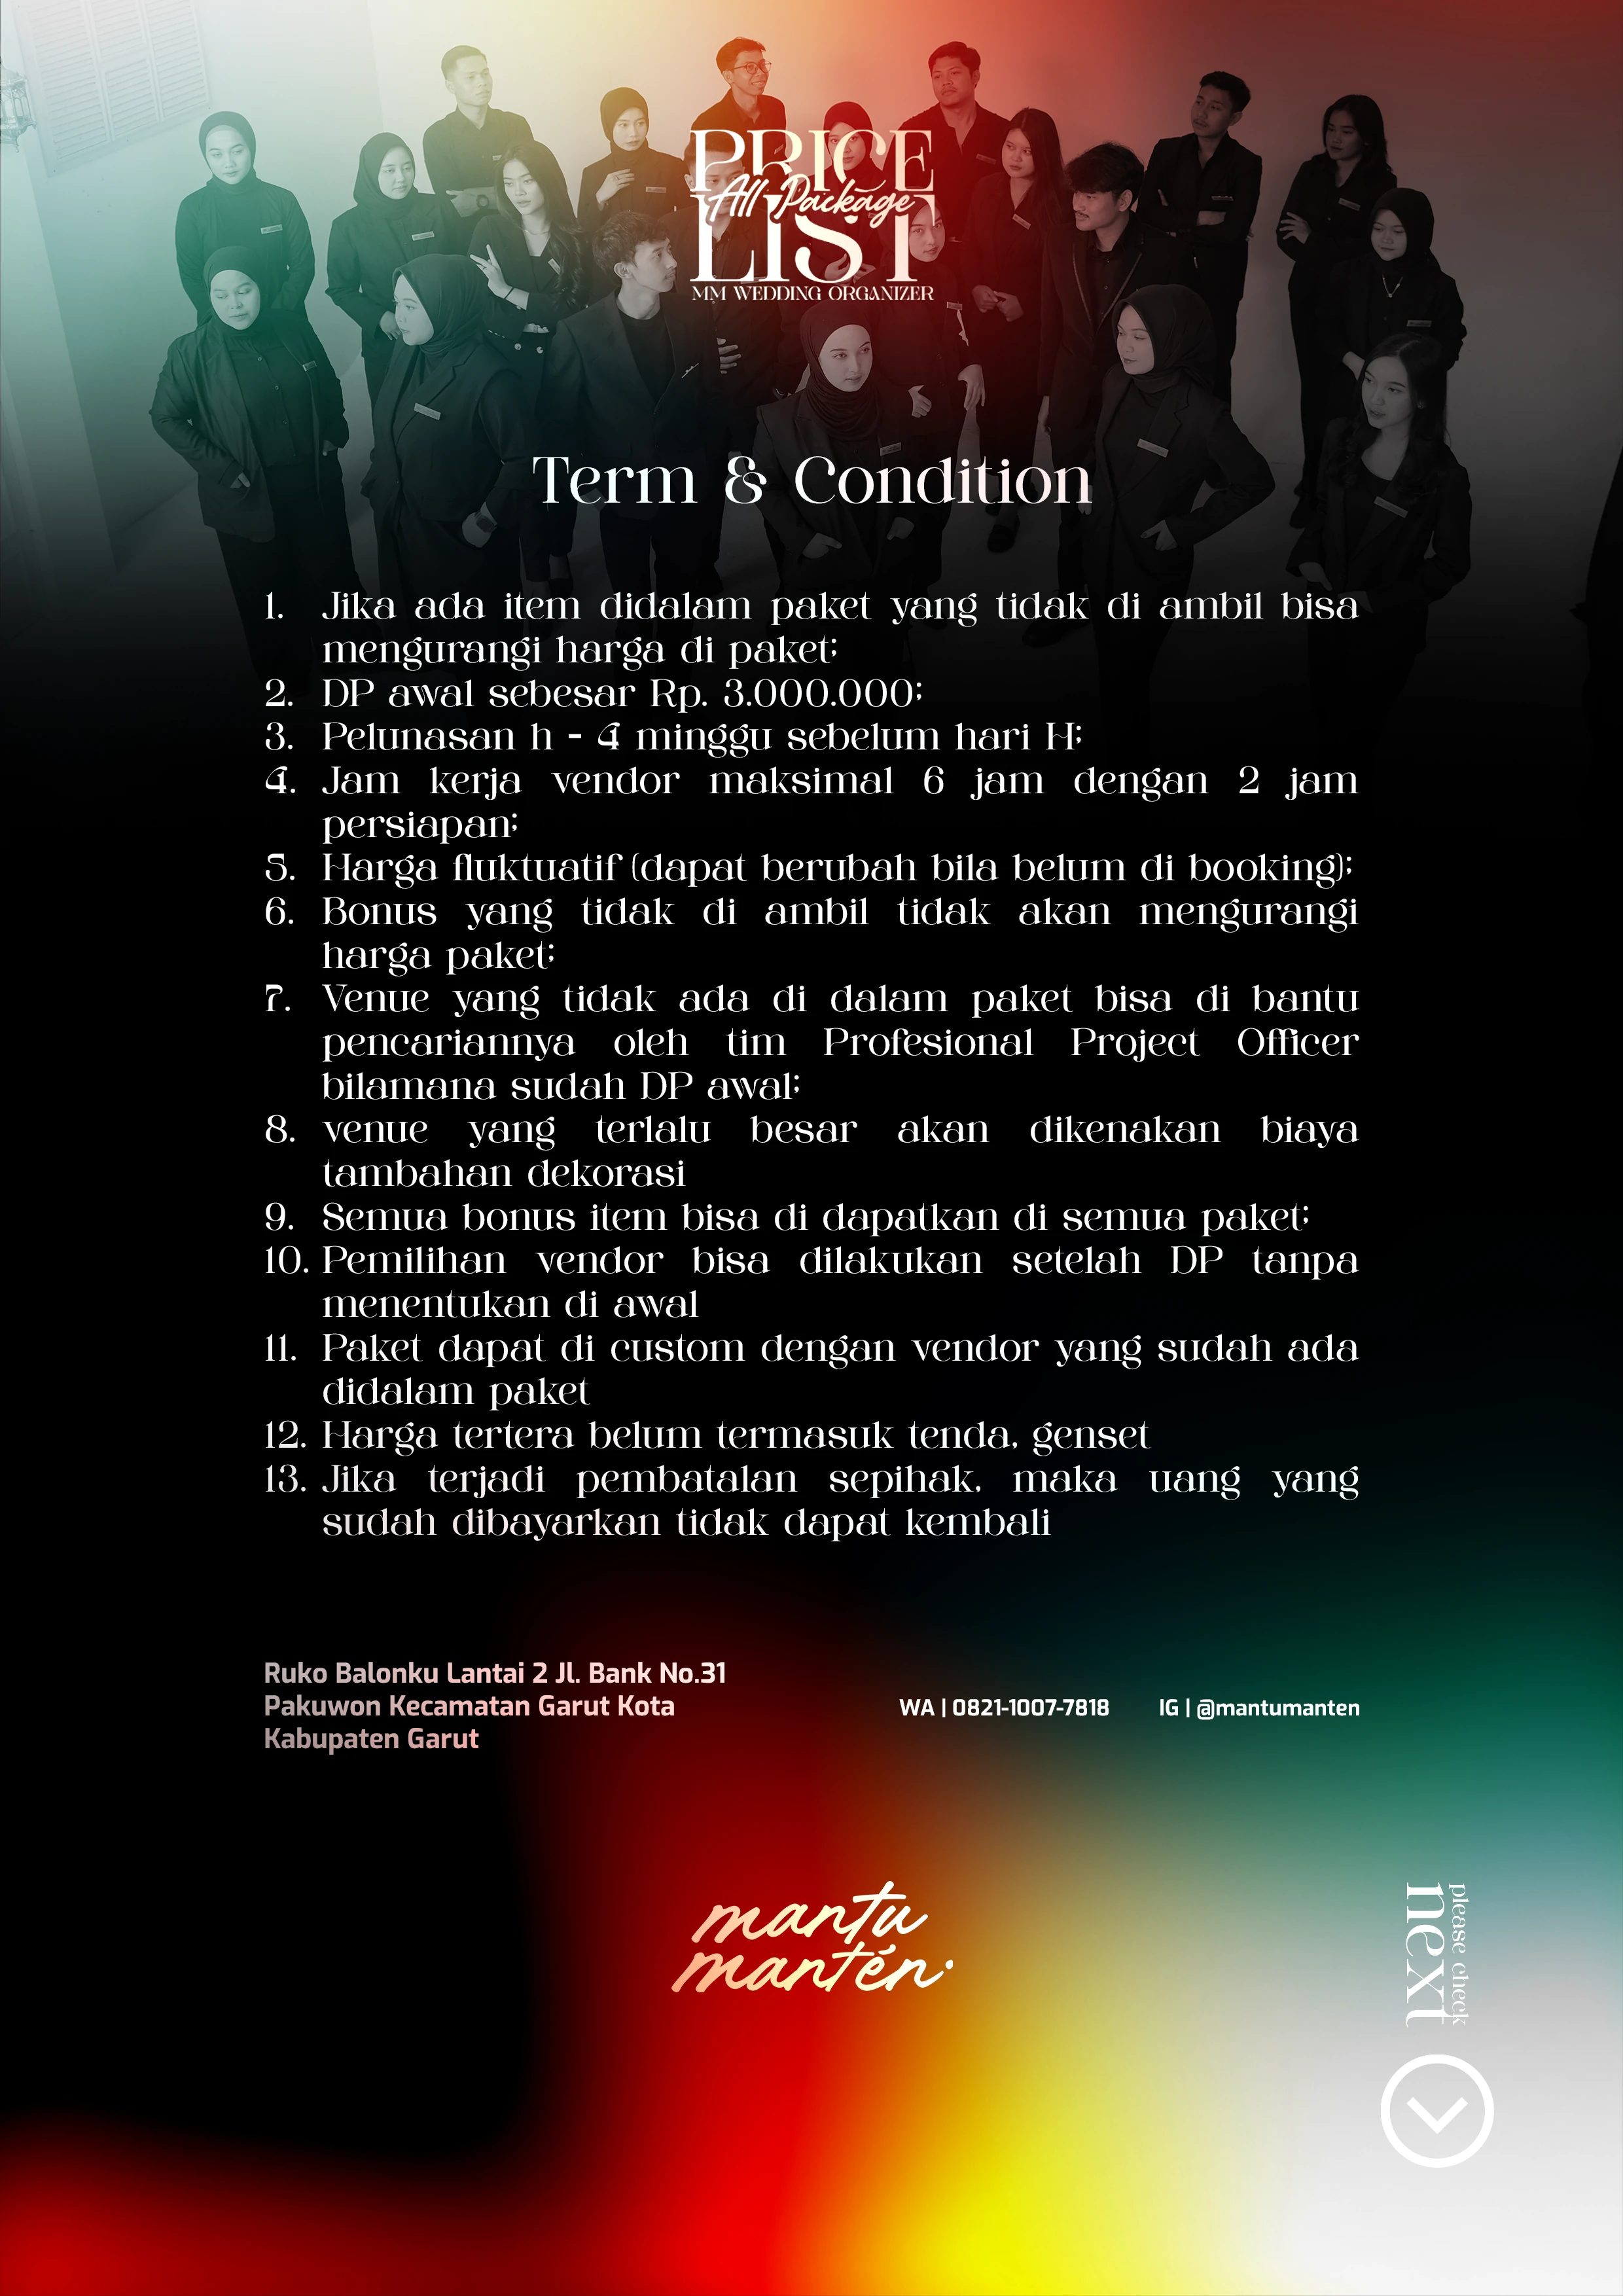 PRICE
All Package
LIST
MM WEDDING ORGANIZER
Term & Condition
1. Jika ada item didalam paket yang tidak di ambil bisa
mengurangi harga di paket;
2. DP awal sebesar Rp. 3.000.000;
3. Pelunasan h - 4 minggu sebelum hari H;
4. Jam kerja vendor maksimal 6 jam dengan 2 jam
persiapan;
5. Harga fluktuatif (dapat berubah bila belum di booking);
6. Bonus yang tidak di ambil tidak akan mengurangi
harga paket;
7. Venue yang tidak ada di dalam paket bisa di bantu
pencariannya oleh tim Profesional Project Officer
bilamana sudah DP awal;
8. venue yang terlalu besar akan dikenakan biaya
tambahan dekorasi
9. Semua bonus item bisa di dapatkan di semua paket;
10. Pemilihan vendor bisa dilakukan setelah DP tanpa
menentukan di awal
11. Paket dapat di custom dengan vendor yang sudah ada
didalam paket
12. Harga tertera belum termasuk tenda, genset
13. Jika terjadi pembatalan sepihak, maka uang yang
sudah dibayarkan tidak dapat kembali
Ruko Balonku Lantai 2 Jl. Bank No.31
Pakuwon Kecamatan Garut Kota
Kabupaten Garut
WA | 0821-1007-7818 IG | @mantumanten
mantu
mantén.
please check
next